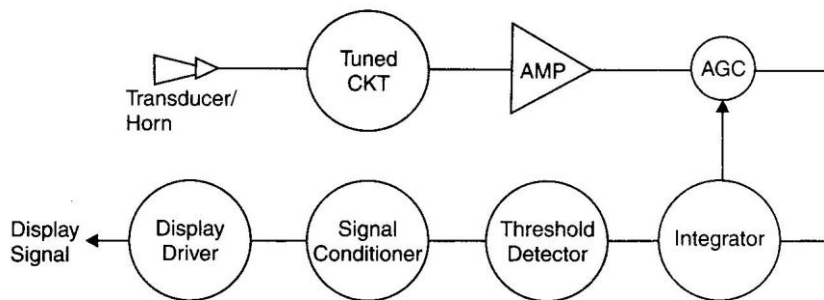 Tuned
CKT
AMP
AGC
Transducer/
Horn
Display
Signal
Display
Driver
Signal
Conditioner
Threshold
Detector
Integrator